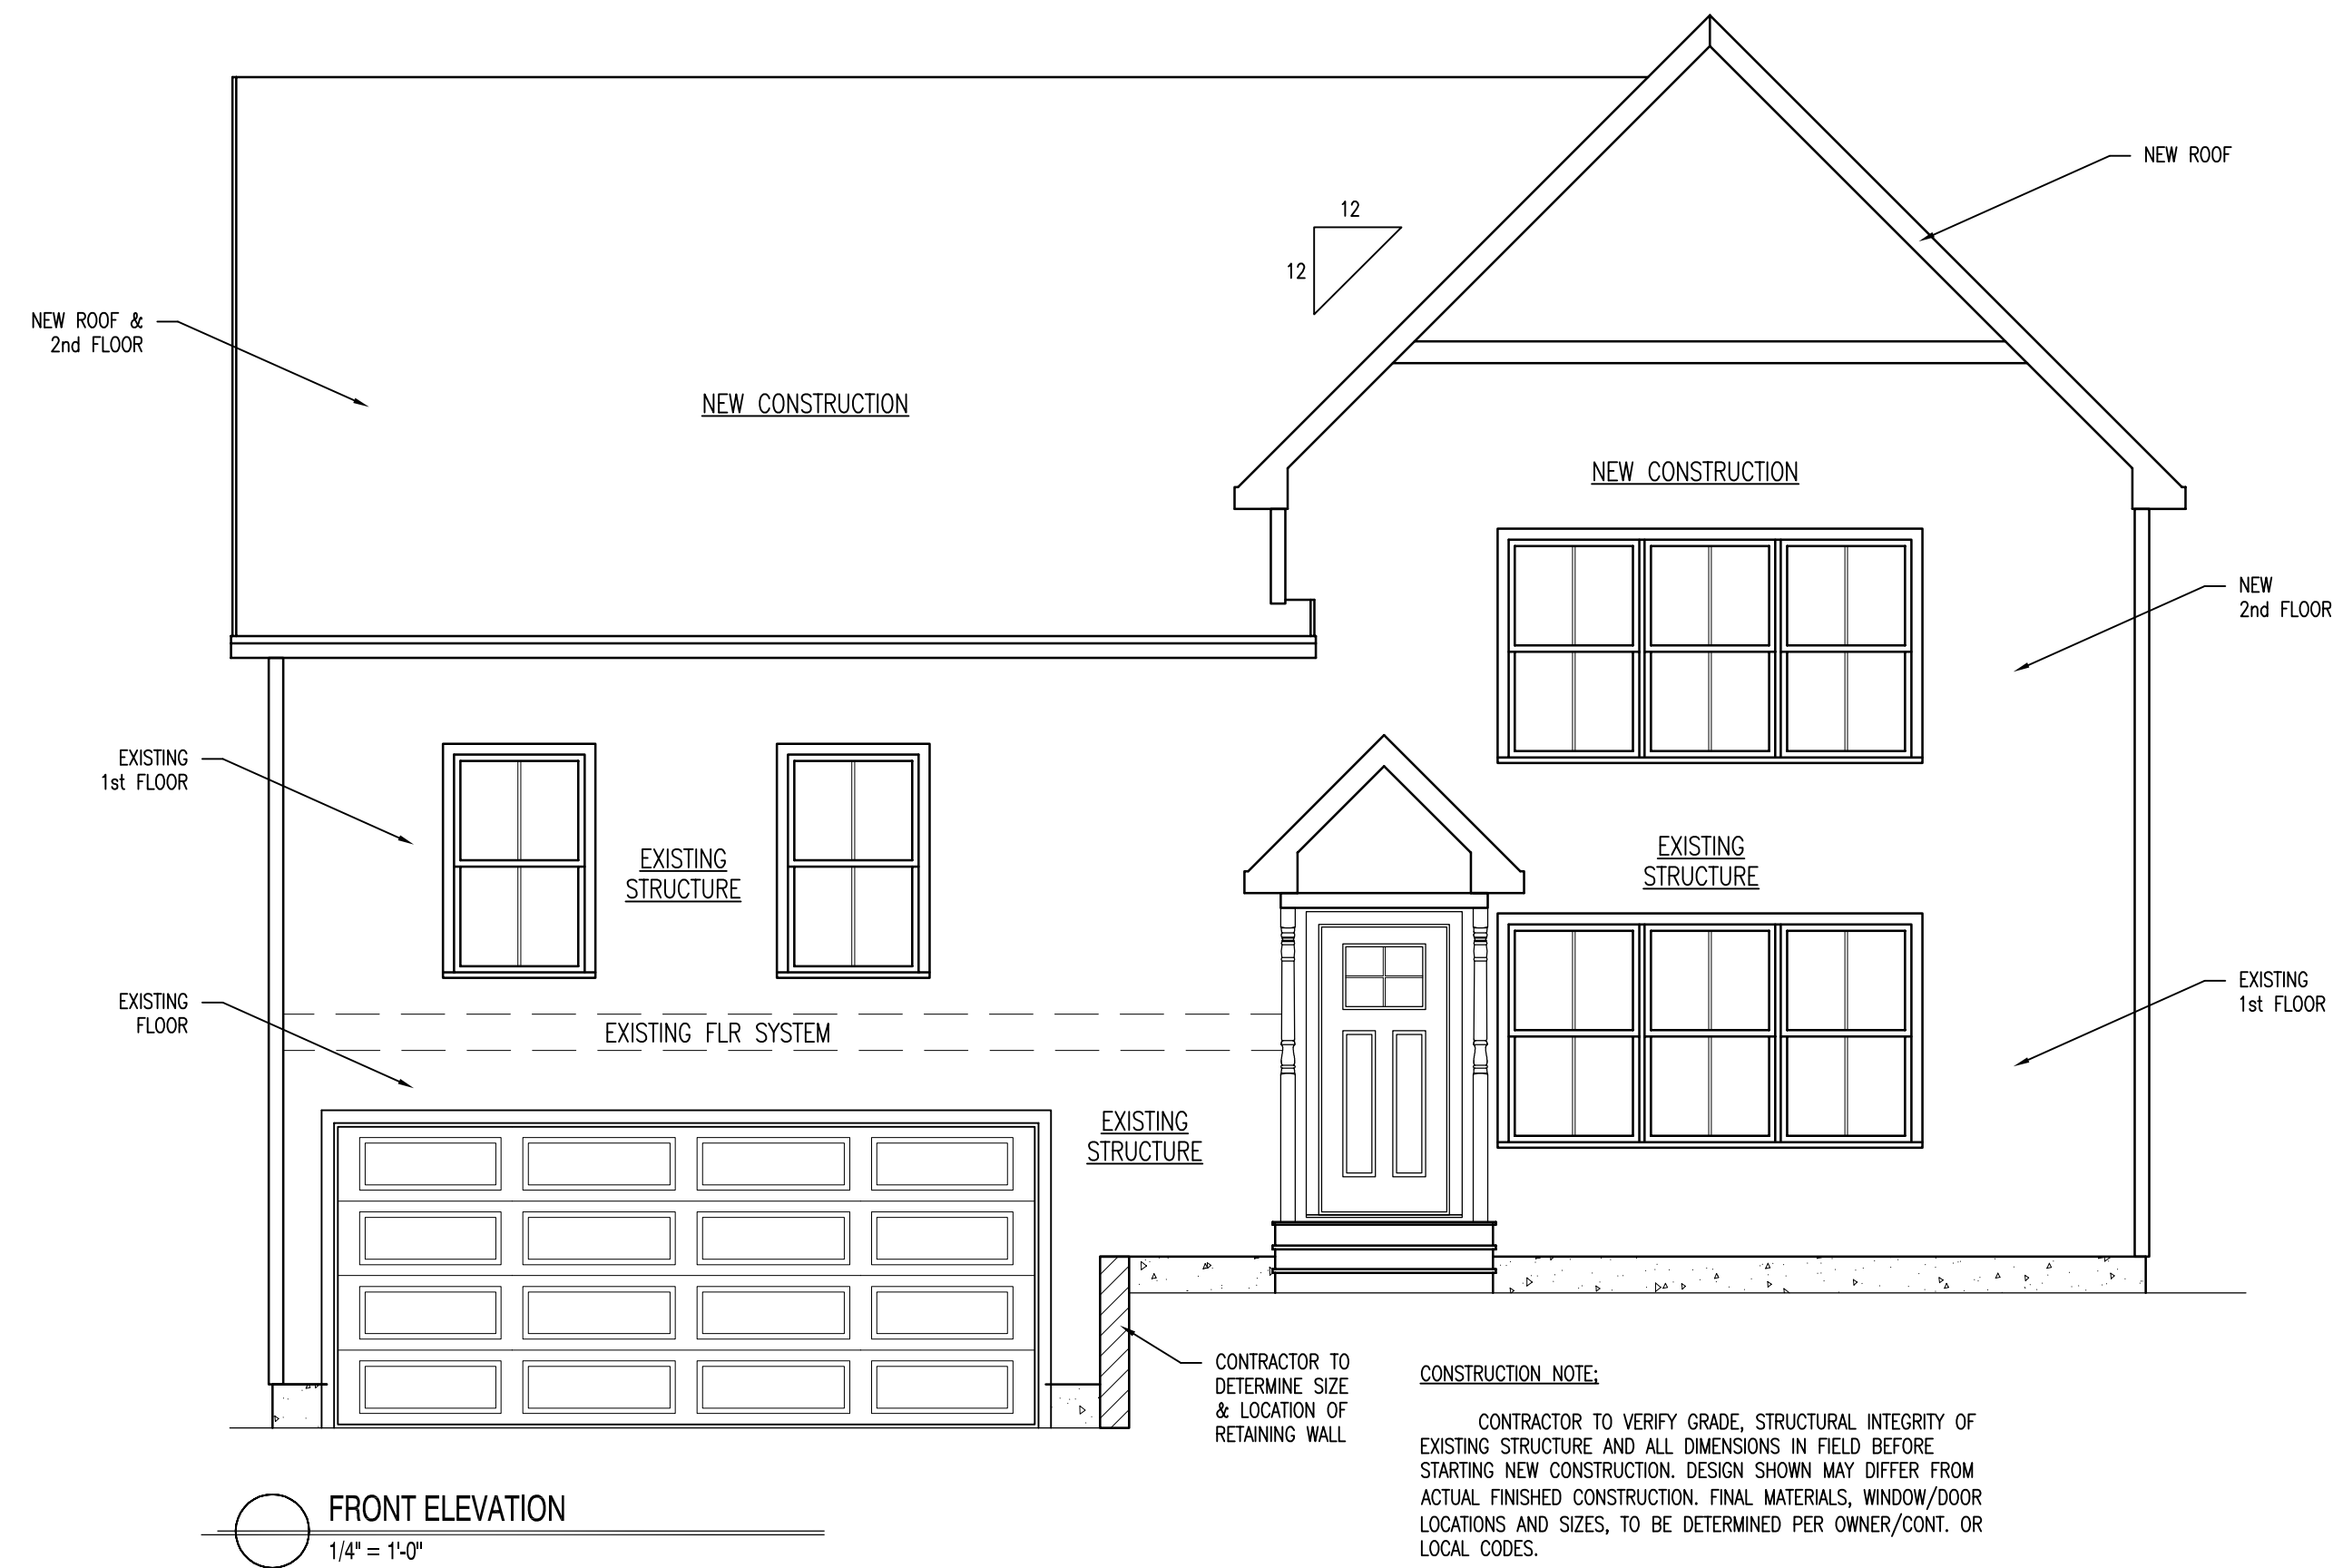 NEW ROOF
12
12
NEW ROOF &
2nd FLOOR
NEW CONSTRUCTION
NEW CONSTRUCTION
NEW
2nd FLOOR
EXISTING
1st FLOOR
EXISTING
STRUCTURE
EXISTING
STRUCTURE
EXISTING
FLOOR
EXISTING FLR SYSTEM
EXISTING
1st FLOOR
EXISTING
STRUCTURE
CONTRACTOR TO
DETERMINE SIZE
& LOCATION OF
RETAINING WALL
CONSTRUCTION NOTE;
CONTRACTOR TO VERIFY GRADE, STRUCTURAL INTEGRITY OF
EXISTING STRUCTURE AND ALL DIMENSIONS IN FIELD BEFORE
STARTING NEW CONSTRUCTION. DESIGN SHOWN MAY DIFFER FROM
ACTUAL FINISHED CONSTRUCTION. FINAL MATERIALS, WINDOW/DOOR
LOCATIONS AND SIZES, TO BE DETERMINED PER OWNER/CONT. OR
LOCAL CODES.
FRONT ELEVATION
1/4" = 1'-0"